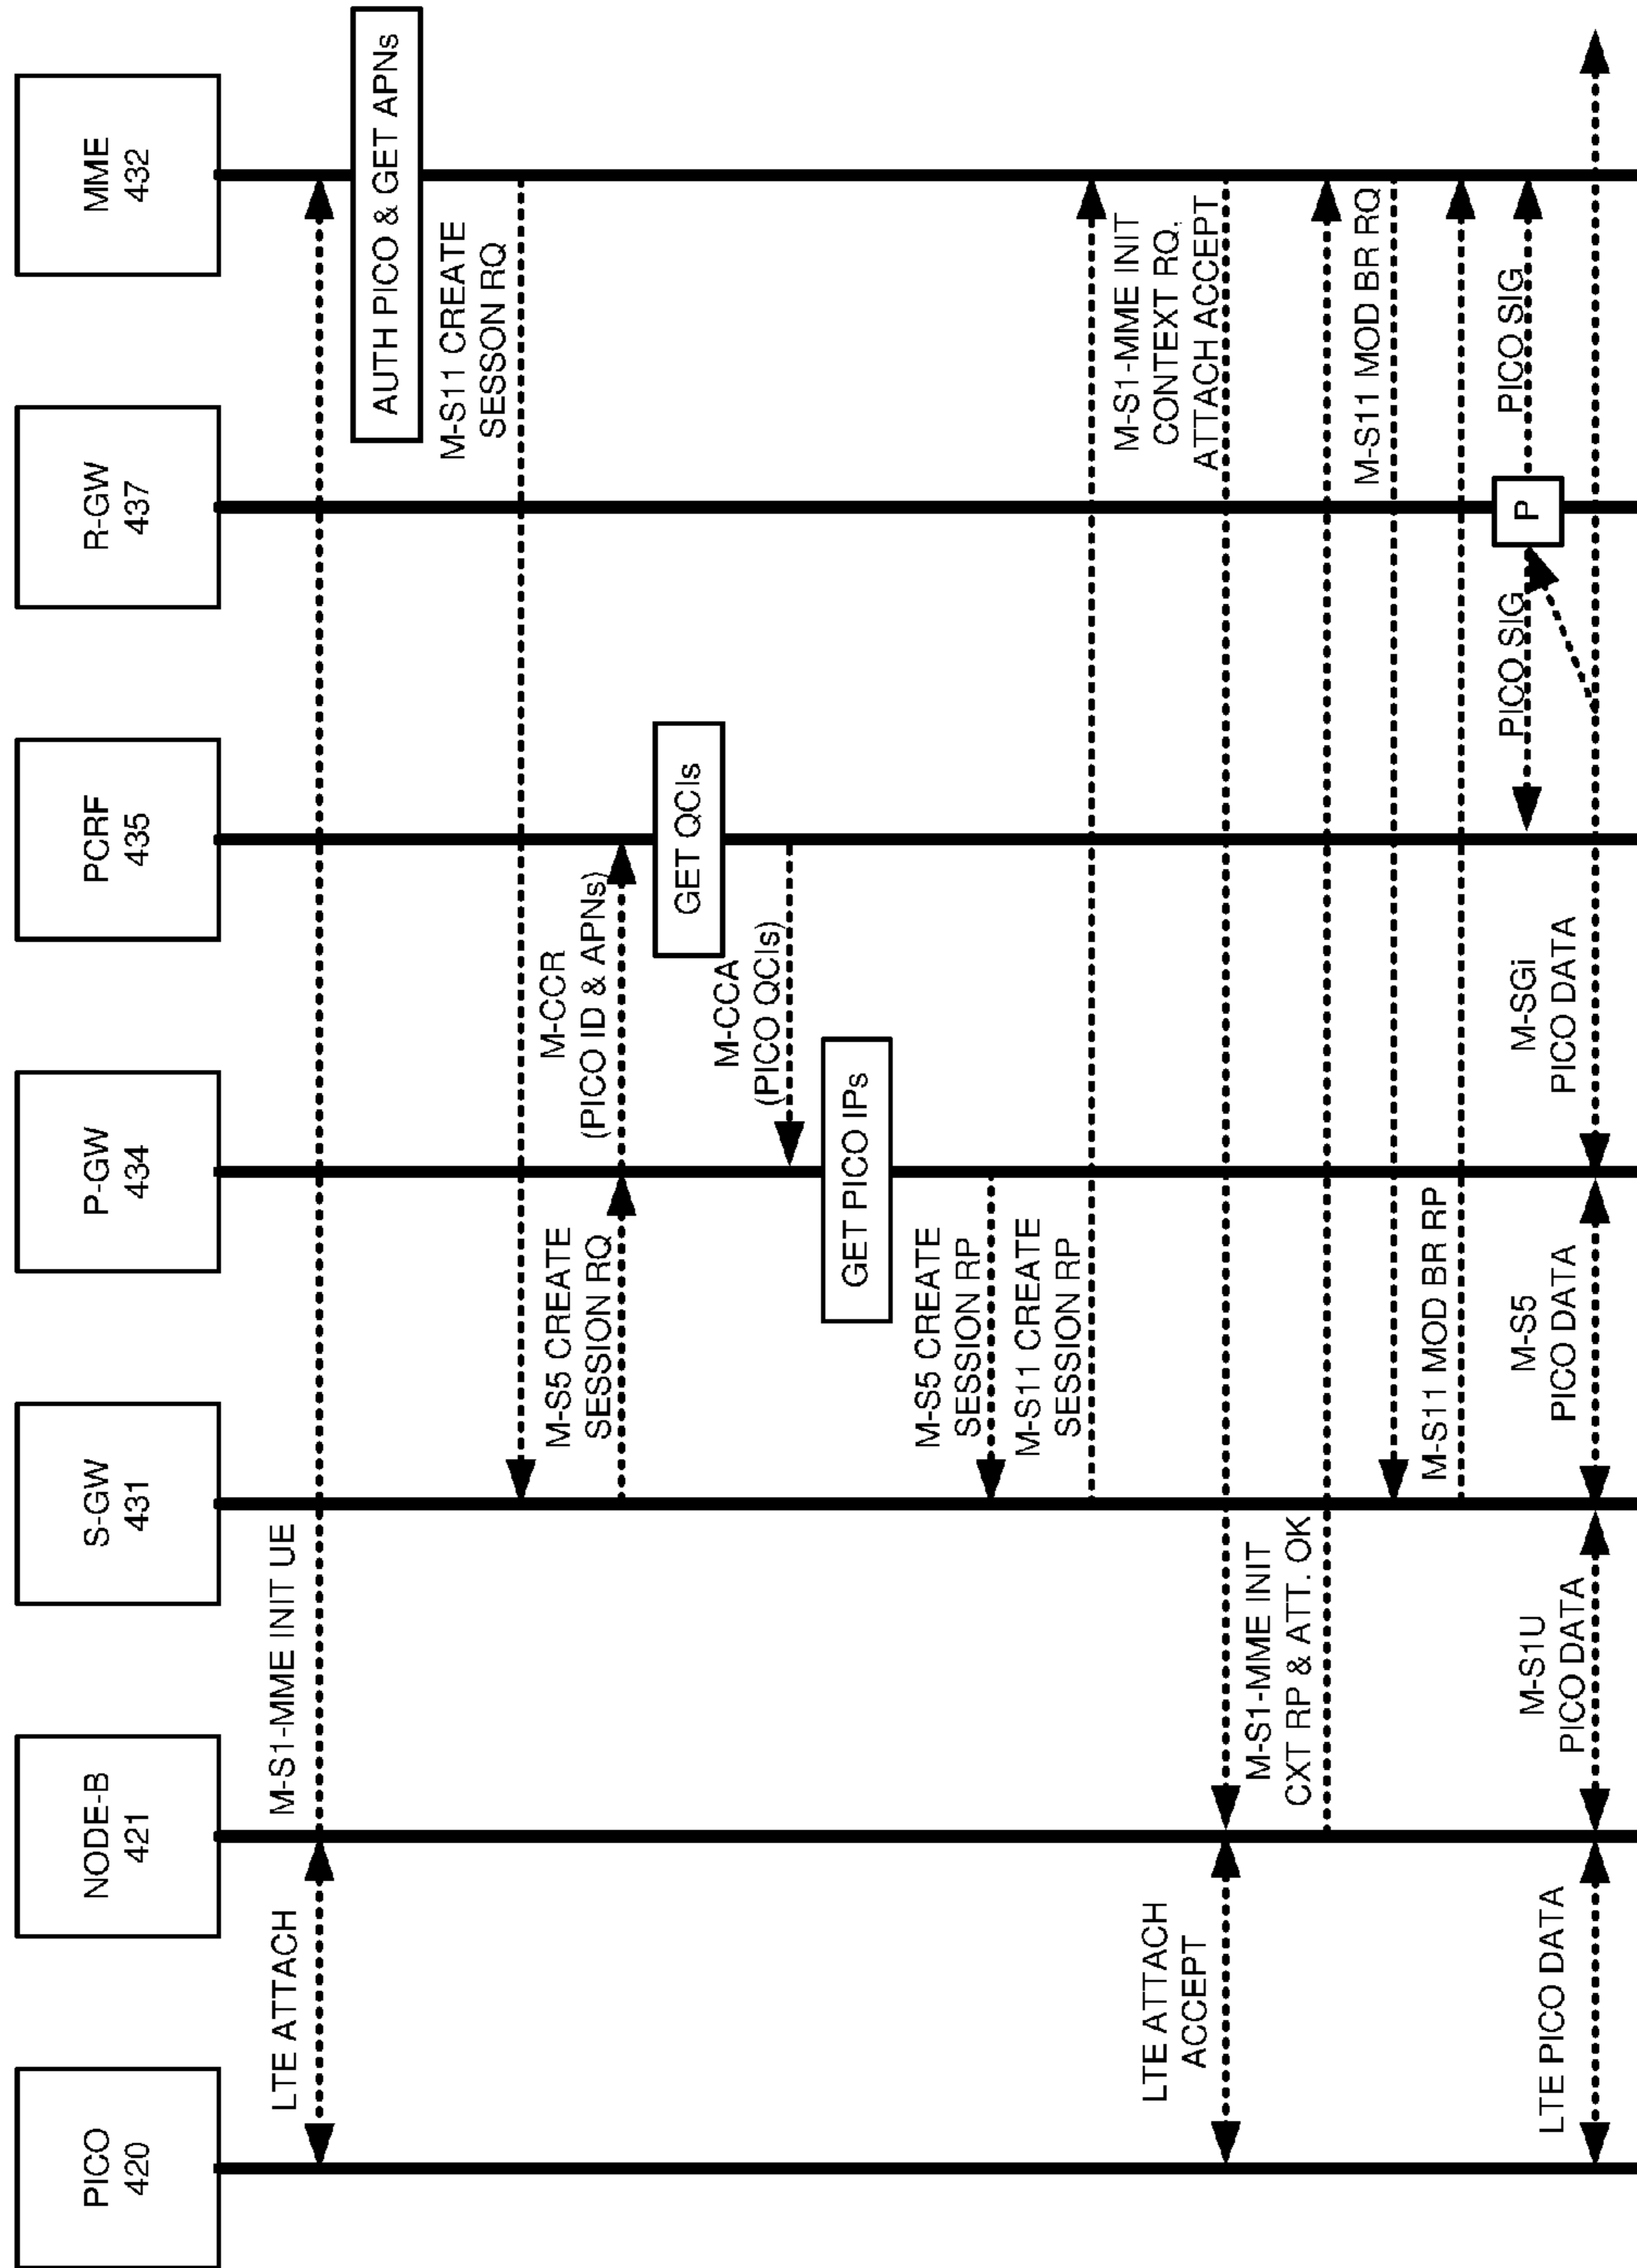 PICO
420
NODE-B
421
S-GW
431
P-GW
434
PCRF
435
R-GW
437
MME
432
LTE ATTACH
M-S1-MME INIT UE
AUTH PICO & GET APNs
M-S11 CREATE
SESSON RQ
M-S5 CREATE
SESSION RQ
M-CCR
(PICO ID & APNs)
GET QCIs
M-CCA
(PICO QCIs)
GET PICO IPs
M-S5 CREATE
SESSION RP
M-S11 CREATE
SESSION RP
M-S1-MME INIT
CONTEXT RQ.
ATTACH ACCEPT
LTE ATTACH
ACCEPT
M-S1-MME INIT
CXT RP & ATT. OK
M-S11 MOD BR RQ
M-S11 MOD BR RP
PICO SIG
P
PICO SIG
LTE PICO DATA
M-S1U
PICO DATA
M-S5
PICO DATA
M-SGi
PICO DATA